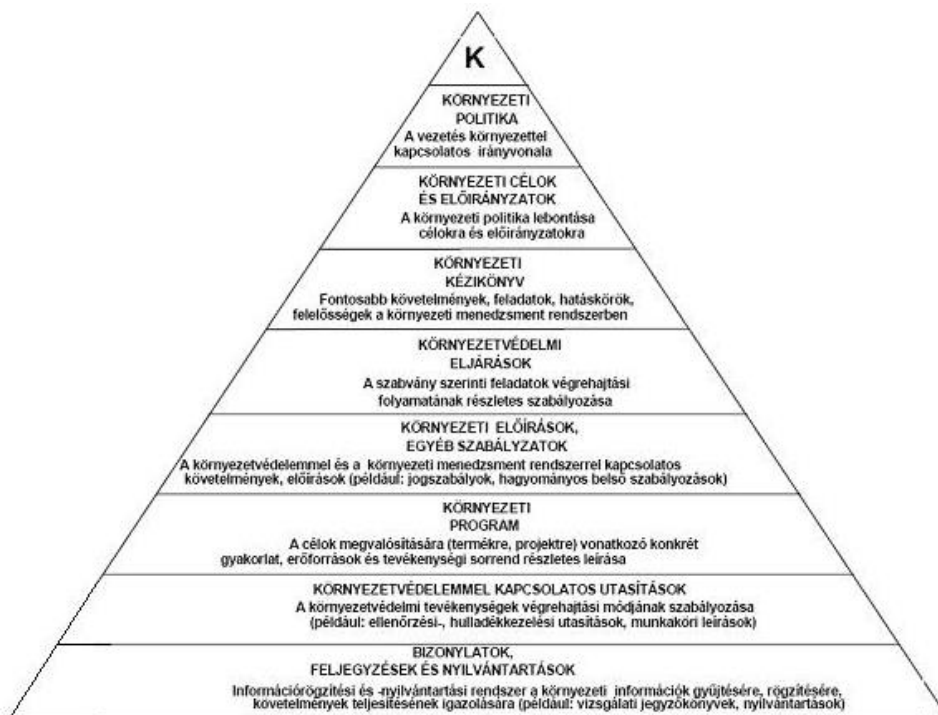 K
KÖRNYEZETI
POLITIKA
A vezetés környezettel
kapcsolatos irányvonala
KÖRNYEZETI CÉLOK
ÉS ELŐIRÁNYZATOK
A környezeti politika lebontása
célokra és előirányzatokra
KÖRNYEZETI
KÉZIKÖNYV
Fontosabb követelmények, feladatok, hatáskörök,
felelősségek a környezeti menedzsment rendszerben
KÖRNYEZETVÉDELMI
ELJÁRÁSOK
A szabvány szerinti feladatok végrehajtási
folyamatának részletes szabályozása
KÖRNYEZETI ELŐÍRÁSOK,
EGYÉB SZABÁLYZATOK
A környezetvédelemmel és a környezeti menedzsment rendszerrel kapcsolatos
követelmények, előírások (például: jogszabályok, hagyományos belső szabályozások)
KÖRNYEZETI
PROGRAM
A célok megvalósítására (termékre, projektre) vonatkozó konkrét
gyakorlat, erőforrások és tevékenységi sorrend részletes leírása
KÖRNYEZETVÉDELEMMEL KAPCSOLATOS UTASÍTÁSOK
A környezetvédelmi tevékenységek végrehajtási módjának szabályozása
(például: ellenőrzési-, hulladékkezelési utasítások, munkaköri leírások)
BIZONYLATOK,
FELJEGYZÉSEK ÉS NYILVÁNTARTÁSOK
Információrögzítési és -nyilvántartási rendszer a környezeti információk gyűjtésére, rögzítésére,
követelmények teljesítésének igazolására (például: vizsgálati jegyzőkönyvek, nyilvántartások)